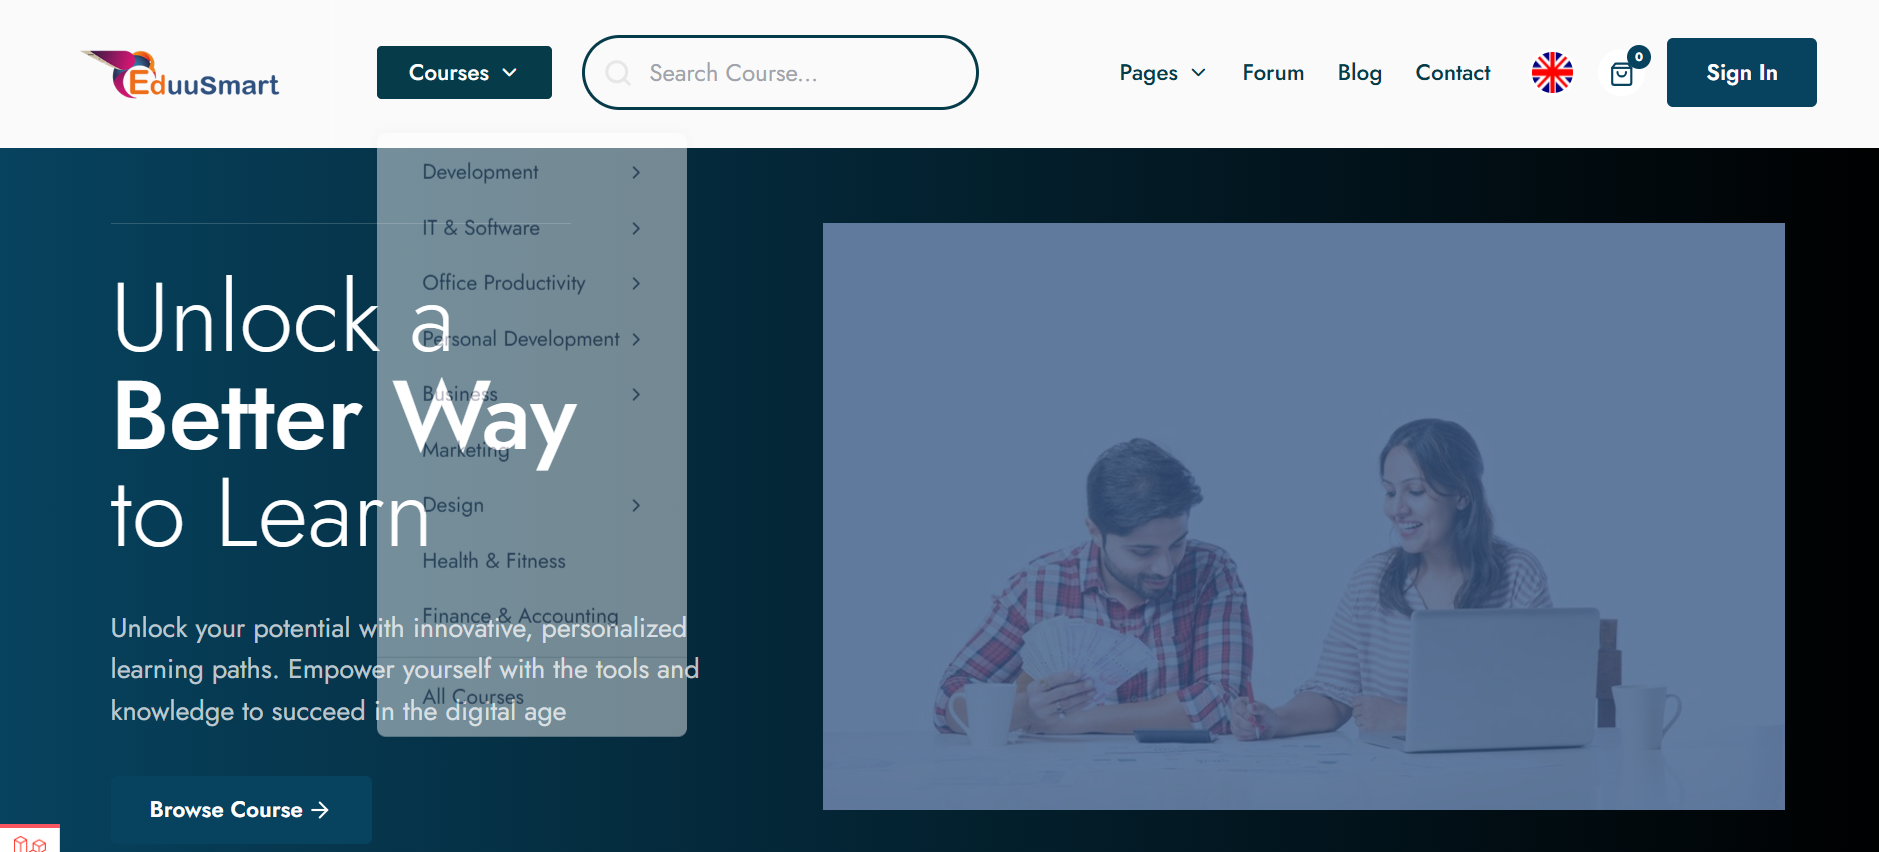 EduuSmart
Courses
Search Course...
Pages
Forum
Blog
Contact
0
Sign In
Development
IT & Software
Office Productivity
Personal Development
Business
Marketing
Design
Health & Fitness
Finance & Accounting
All Courses
Unlock a
Better Way
to Learn
Unlock your potential with innovative, personalized
learning paths. Empower yourself with the tools and
knowledge to succeed in the digital age
Browse Course